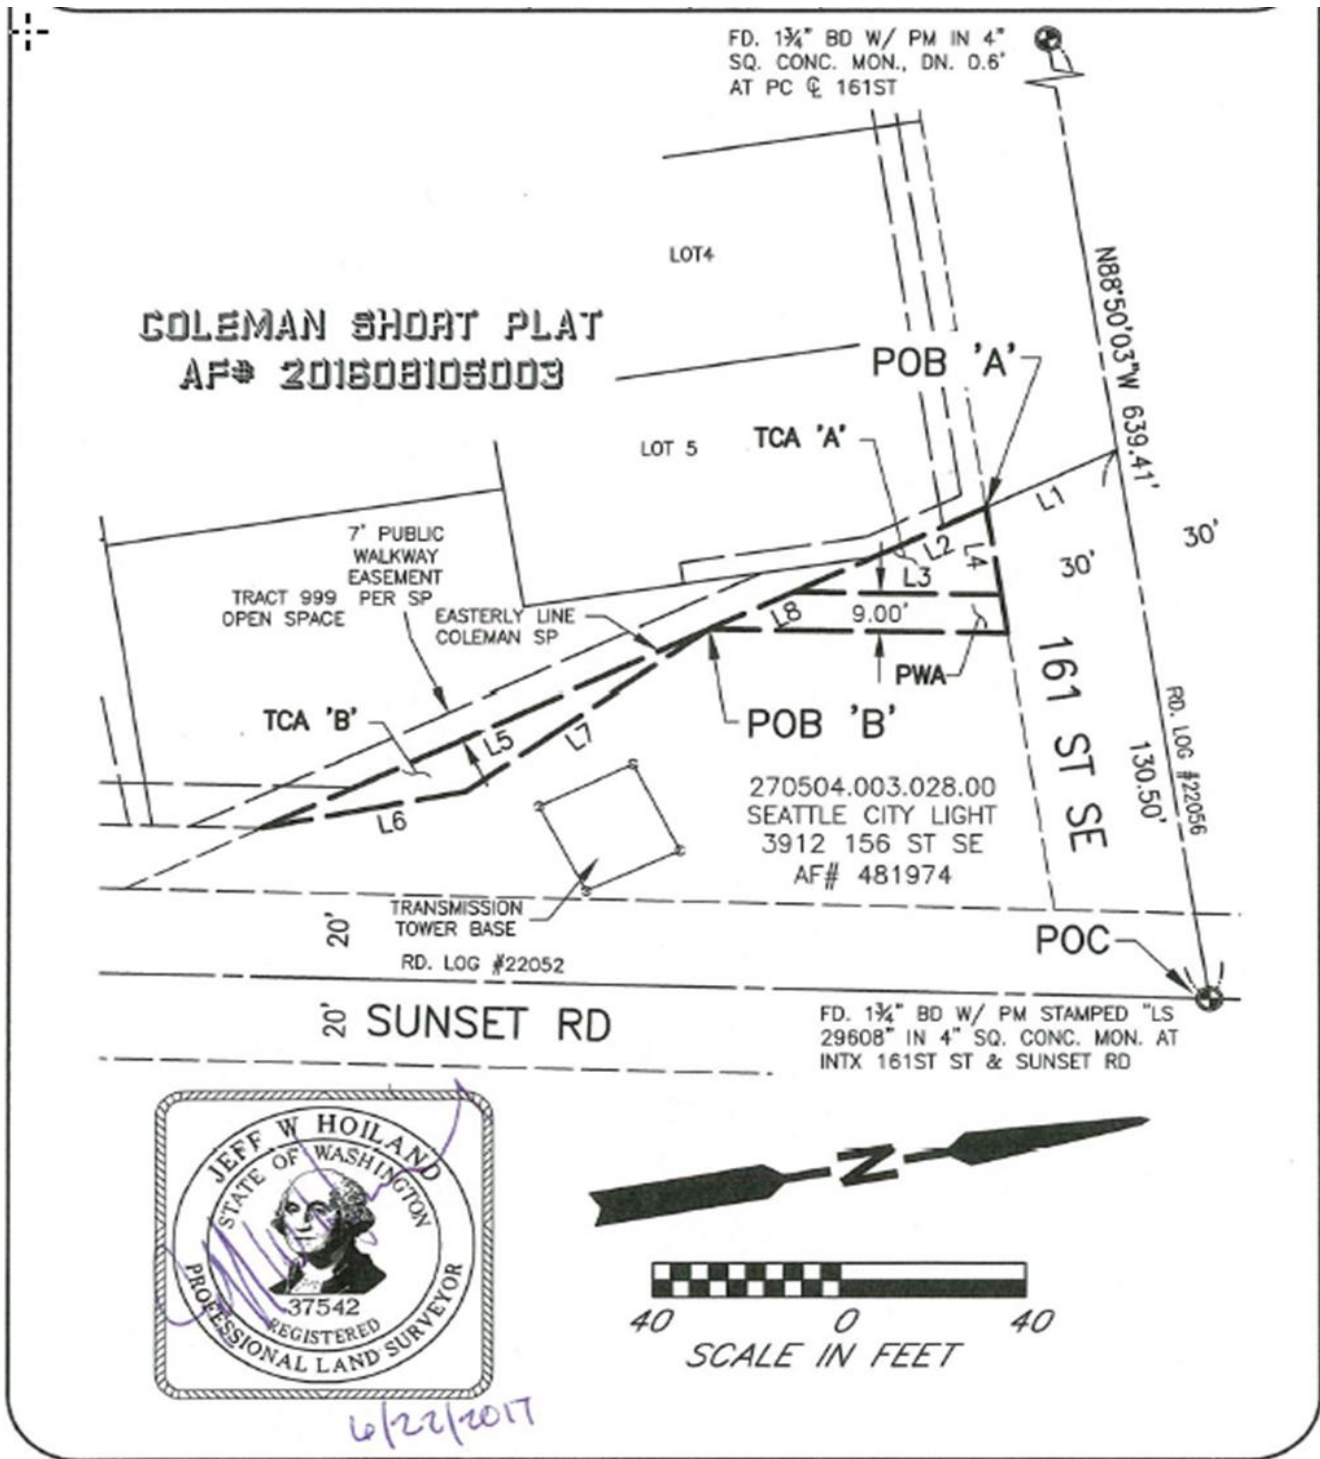 FD. 1¾" BD W/ PM IN 4"
SQ. CONC. MON., DN. 0.6'
AT PC ℄ 161ST
N88°50'03"W 639.41'
LOT4
COLEMAN SHORT PLAT
AF# 201608105003
POB 'A'
LOT 5
TCA 'A'
L1
30'
30'
7' PUBLIC
WALKWAY
EASEMENT
PER SP
TRACT 999
OPEN SPACE
EASTERLY LINE
COLEMAN SP
L2
L4
L3
L8
9.00'
PWA
161 ST SE
RD. LOG #22056
130.50'
TCA 'B'
L5
L7
L6
POB 'B'
270504.003.028.00
SEATTLE CITY LIGHT
3912 156 ST SE
AF# 481974
TRANSMISSION
TOWER BASE
20'
RD. LOG #22052
POC
20'
SUNSET RD
FD. 1¾" BD W/ PM STAMPED "LS
29608" IN 4" SQ. CONC. MON. AT
INTX 161ST ST & SUNSET RD
JEFF W HOILAND
STATE OF WASHINGTON
37542
REGISTERED
PROFESSIONAL LAND SURVEYOR
6/22/2017
N
40 0 40
SCALE IN FEET